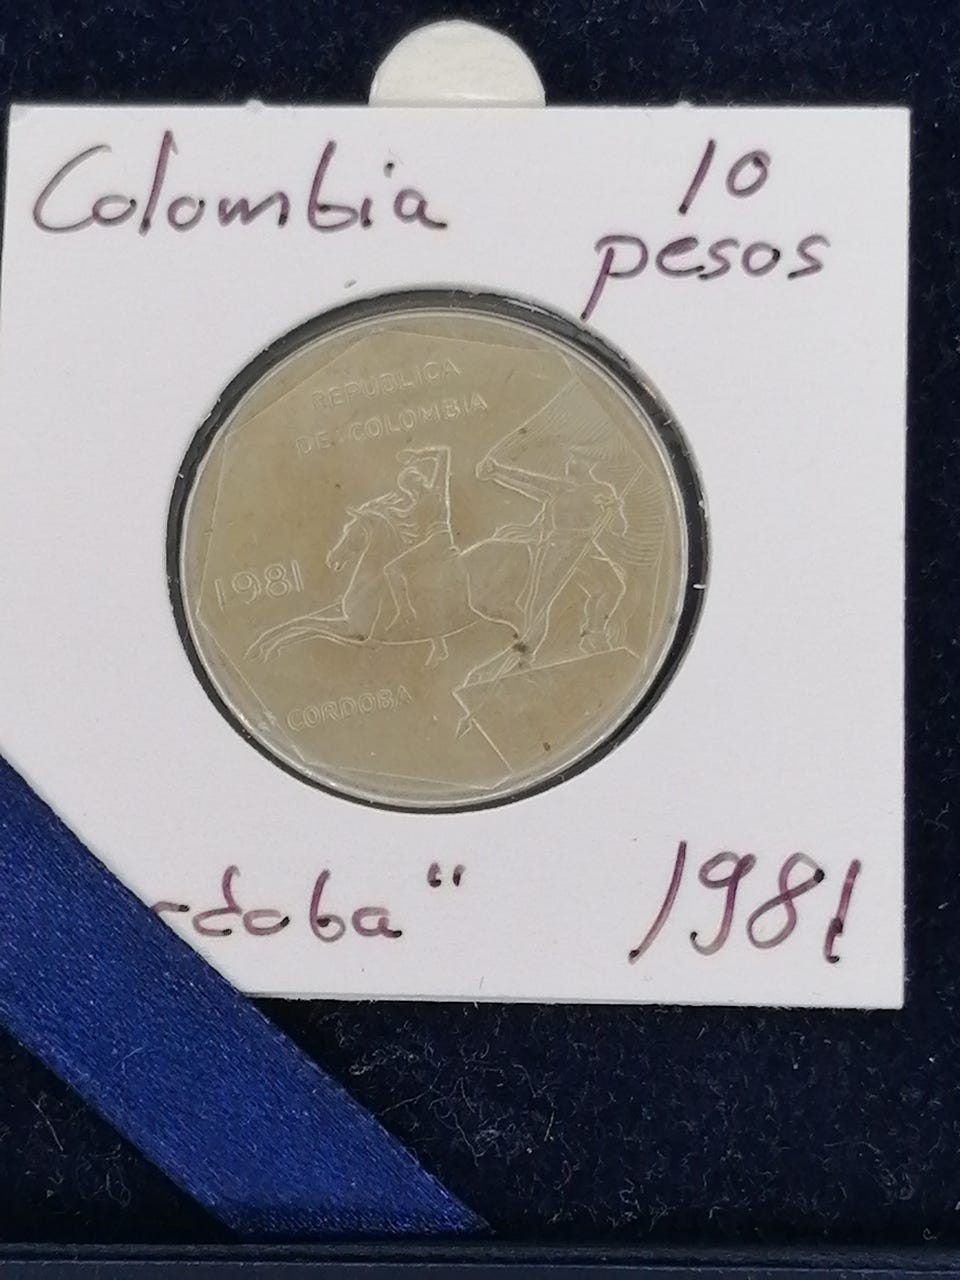 Colombia 10
pesos
REPUBLICA
DE COLOMBIA
1981
CORDOBA
rdoba" 1981